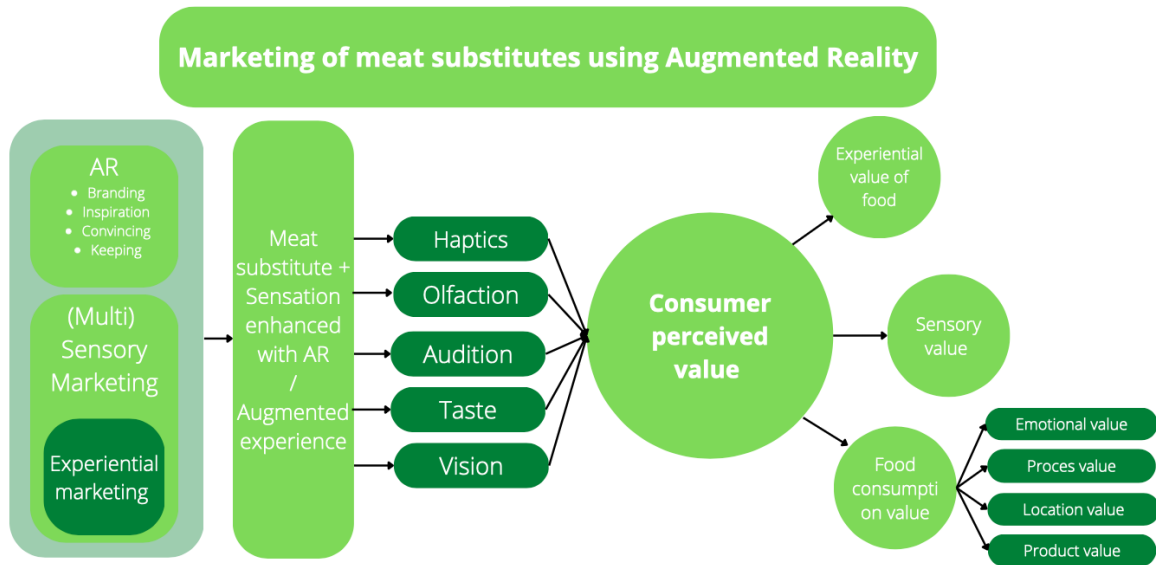 Marketing of meat substitutes using Augmented Reality
AR
• Branding
• Inspiration
• Convincing
• Keeping
(Multi)
Sensory
Marketing
Experiential
marketing
Meat
substitute +
Sensation
enhanced
with AR
/
Augmented
experience
Haptics
Olfaction
Audition
Taste
Vision
Consumer
perceived
value
Experiential
value of
food
Sensory
value
Food
consumpti
on value
Emotional value
Proces value
Location value
Product value